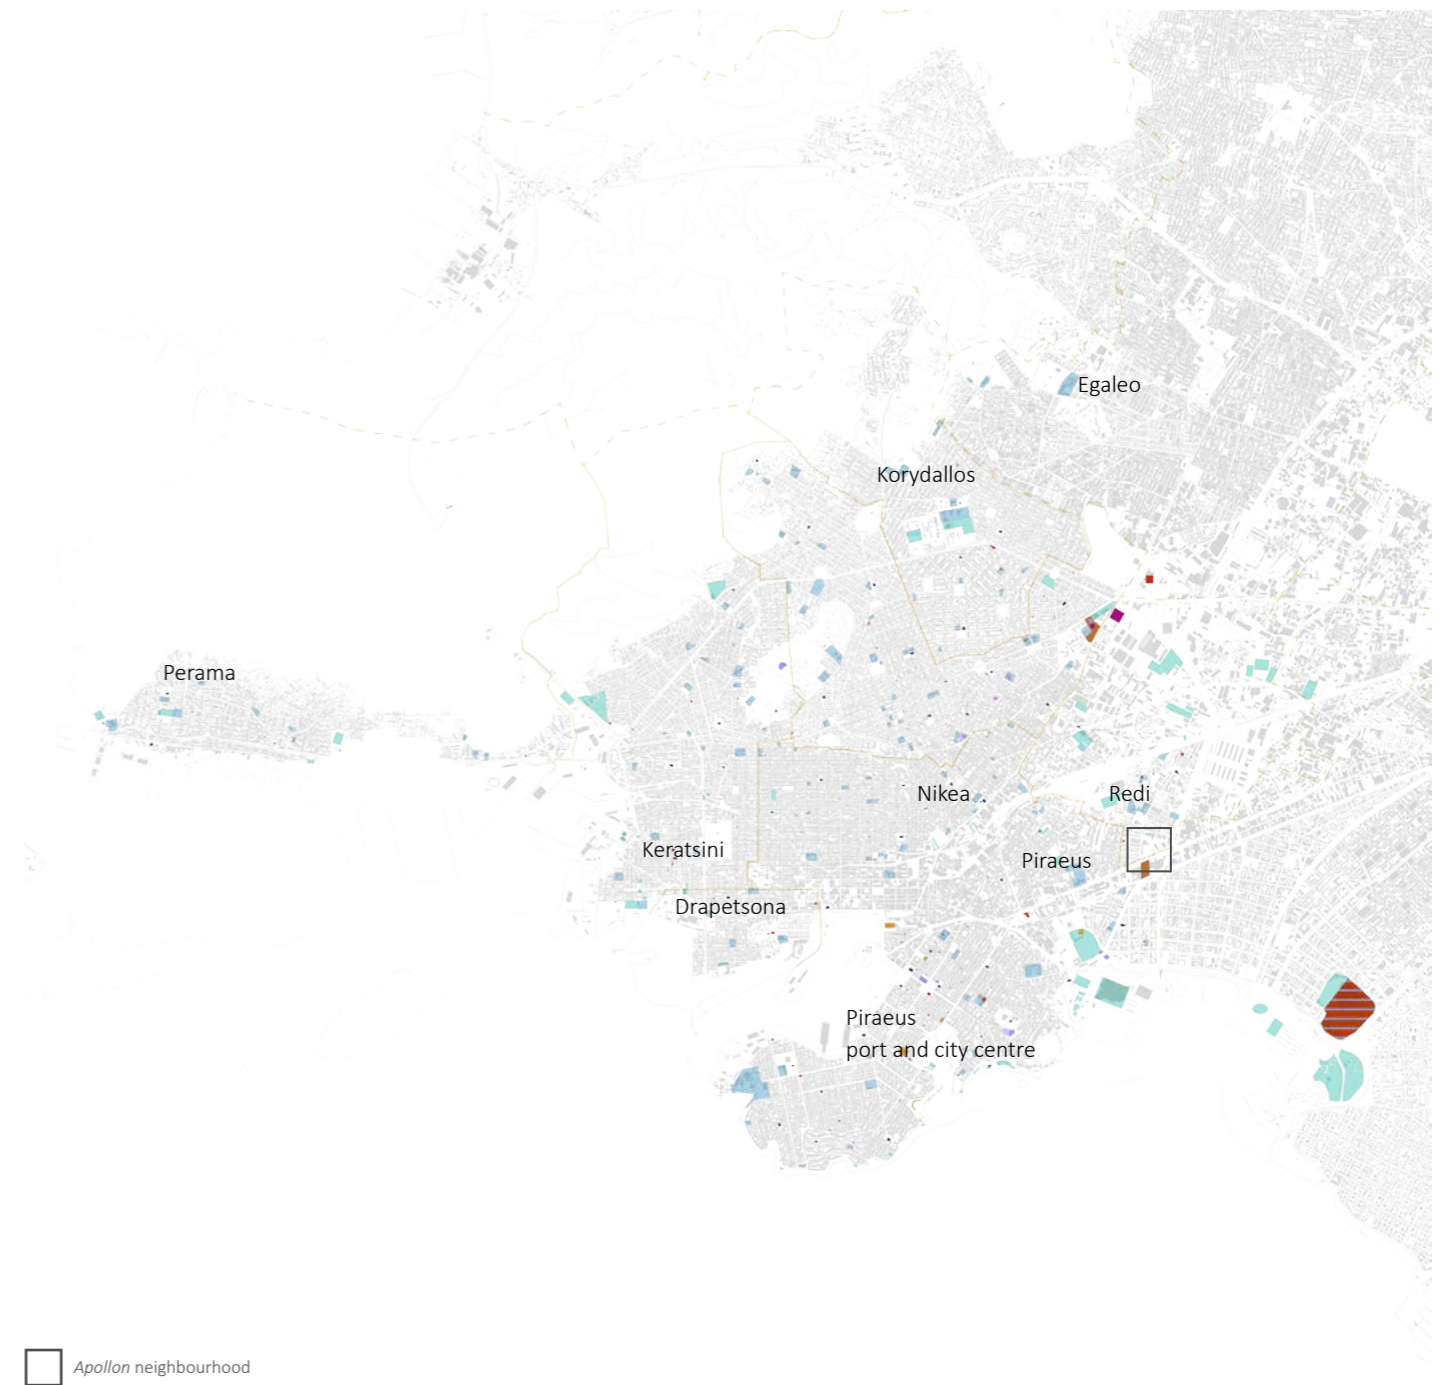 Egaleo
Korydallos
Perama
Nikea
Redi
Keratsini
Piraeus
Drapetsona
Piraeus
port and city centre
Apollon neighbourhood